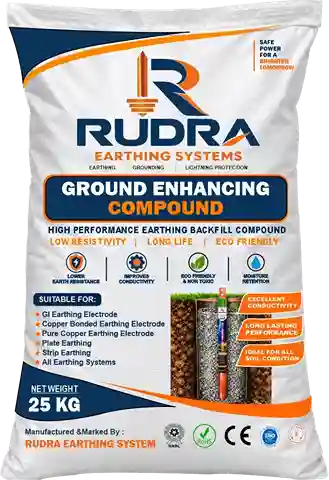 SAFE
POWER
FOR A
BRIGHTER
TOMORROW
RUDRA
EARTHING SYSTEMS
EARTHING | GROUNDING | LIGHTNING PROTECTION
GROUND ENHANCING
COMPOUND
HIGH PERFORMANCE EARTHING BACKFILL COMPOUND
LOW RESISTIVITY | LONG LIFE | ECO FRIENDLY
LOWER
EARTH RESISTANCE
IMPROVES
CONDUCTIVITY
ECO FRIENDLY
& NON TOXIC
MOISTURE
RETENTION
SUITABLE FOR:
GI Earthing Electrode
Copper Bonded Earthing Electrode
Pure Copper Earthing Electrode
Plate Earthing
Strip Earthing
All Earthing Systems
EXCELLENT
CONDUCTIVITY
LONG LASTING
PERFORMANCE
IDEAL FOR ALL
SOIL CONDITION
NET WEIGHT
25 KG
Manufactured & Marked By :
RUDRA EARTHING SYSTEM
NABL
CE
ISO